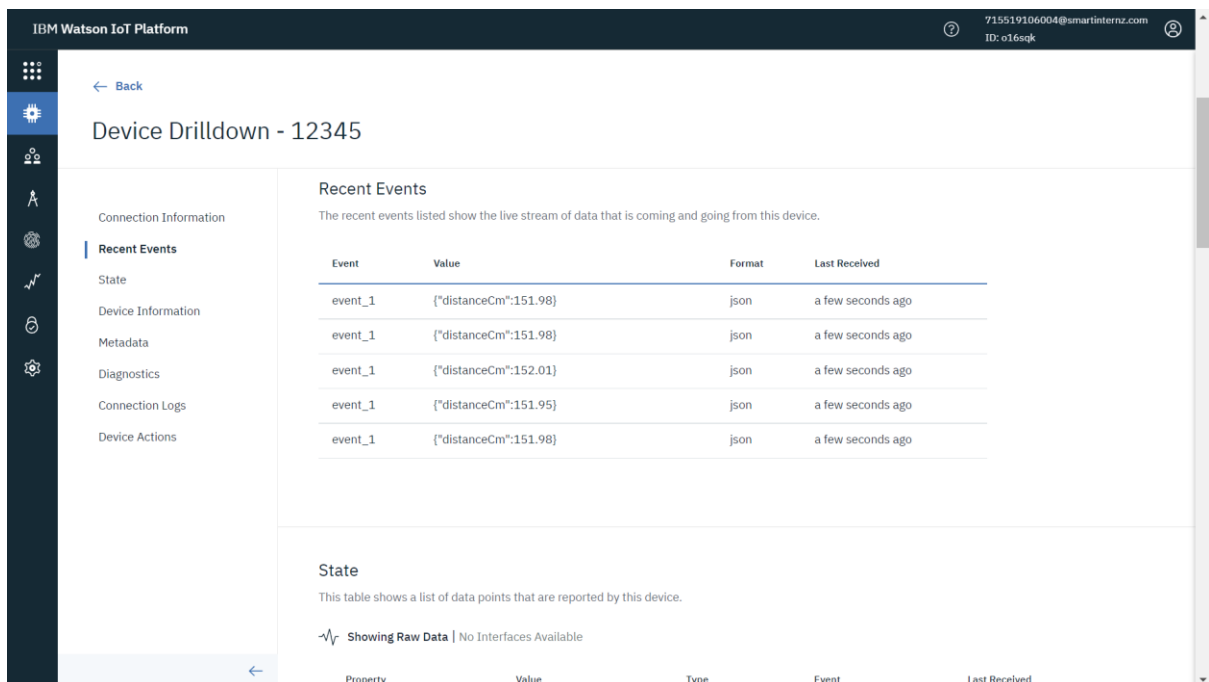 IBM Watson IoT Platform
715519106004@smartinternz.com
ID: o16sqk
Back
Device Drilldown - 12345
Connection Information
Recent Events
State
Device Information
Metadata
Diagnostics
Connection Logs
Device Actions
Recent Events
The recent events listed show the live stream of data that is coming and going from this device.
Event Value Format Last Received
event_1 {"distanceCm":151.98} json a few seconds ago
event_1 {"distanceCm":151.98} json a few seconds ago
event_1 {"distanceCm":152.01} json a few seconds ago
event_1 {"distanceCm":151.95} json a few seconds ago
event_1 {"distanceCm":151.98} json a few seconds ago
State
This table shows a list of data points that are reported by this device.
Showing Raw Data | No Interfaces Available
Property Value Type Event Last Received